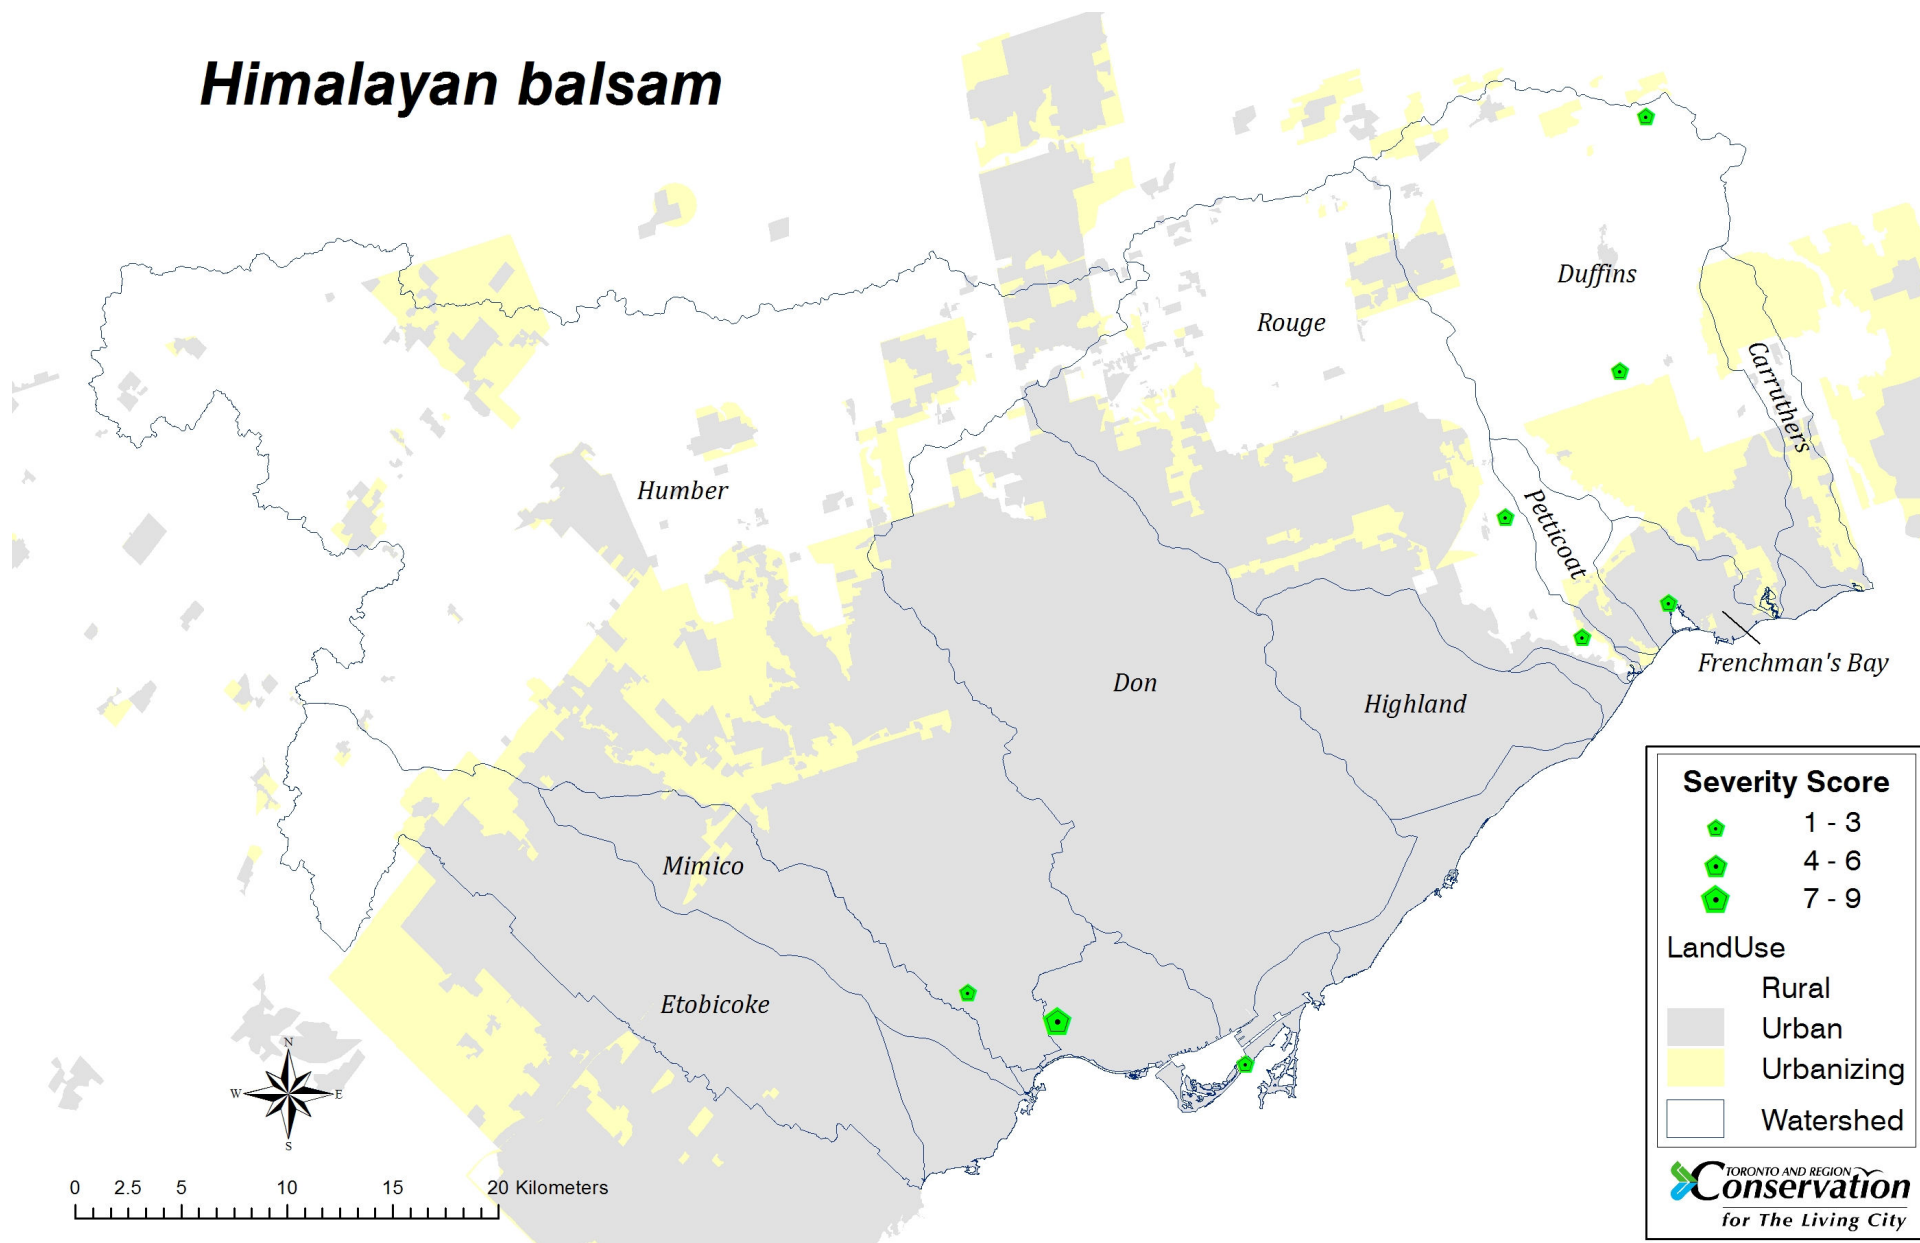 Himalayan balsam
Duffins
Rouge
Carruthers
Humber
Petticoat
Frenchman's Bay
Don
Highland
Mimico
Etobicoke
N
W E
S
0 2.5 5 10 15 20 Kilometers
Severity Score
1 - 3
4 - 6
7 - 9
LandUse
Rural
Urban
Urbanizing
Watershed
TORONTO AND REGION
Conservation
for The Living City